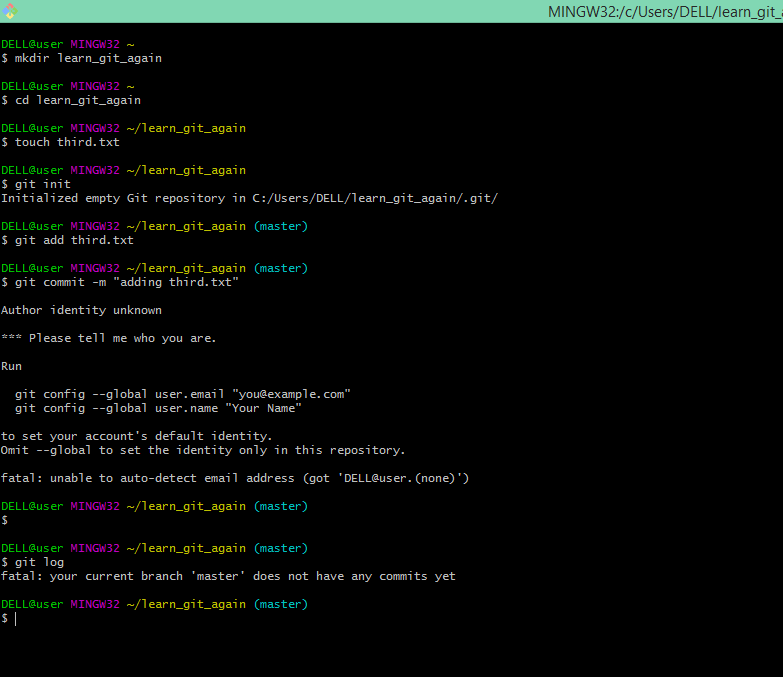 MINGW32:/c/Users/DELL/learn_git_a
DELL@user MINGW32 ~
$ mkdir learn_git_again
DELL@user MINGW32 ~
$ cd learn_git_again
DELL@user MINGW32 ~/learn_git_again
$ touch third.txt
DELL@user MINGW32 ~/learn_git_again
$ git init
Initialized empty Git repository in C:/Users/DELL/learn_git_again/.git/
DELL@user MINGW32 ~/learn_git_again (master)
$ git add third.txt
DELL@user MINGW32 ~/learn_git_again (master)
$ git commit -m "adding third.txt"
Author identity unknown
*** Please tell me who you are.
Run
git config --global user.email "you@example.com"
git config --global user.name "Your Name"
to set your account's default identity.
Omit --global to set the identity only in this repository.
fatal: unable to auto-detect email address (got 'DELL@user.(none)')
DELL@user MINGW32 ~/learn_git_again (master)
$
DELL@user MINGW32 ~/learn_git_again (master)
$ git log
fatal: your current branch 'master' does not have any commits yet
DELL@user MINGW32 ~/learn_git_again (master)
$